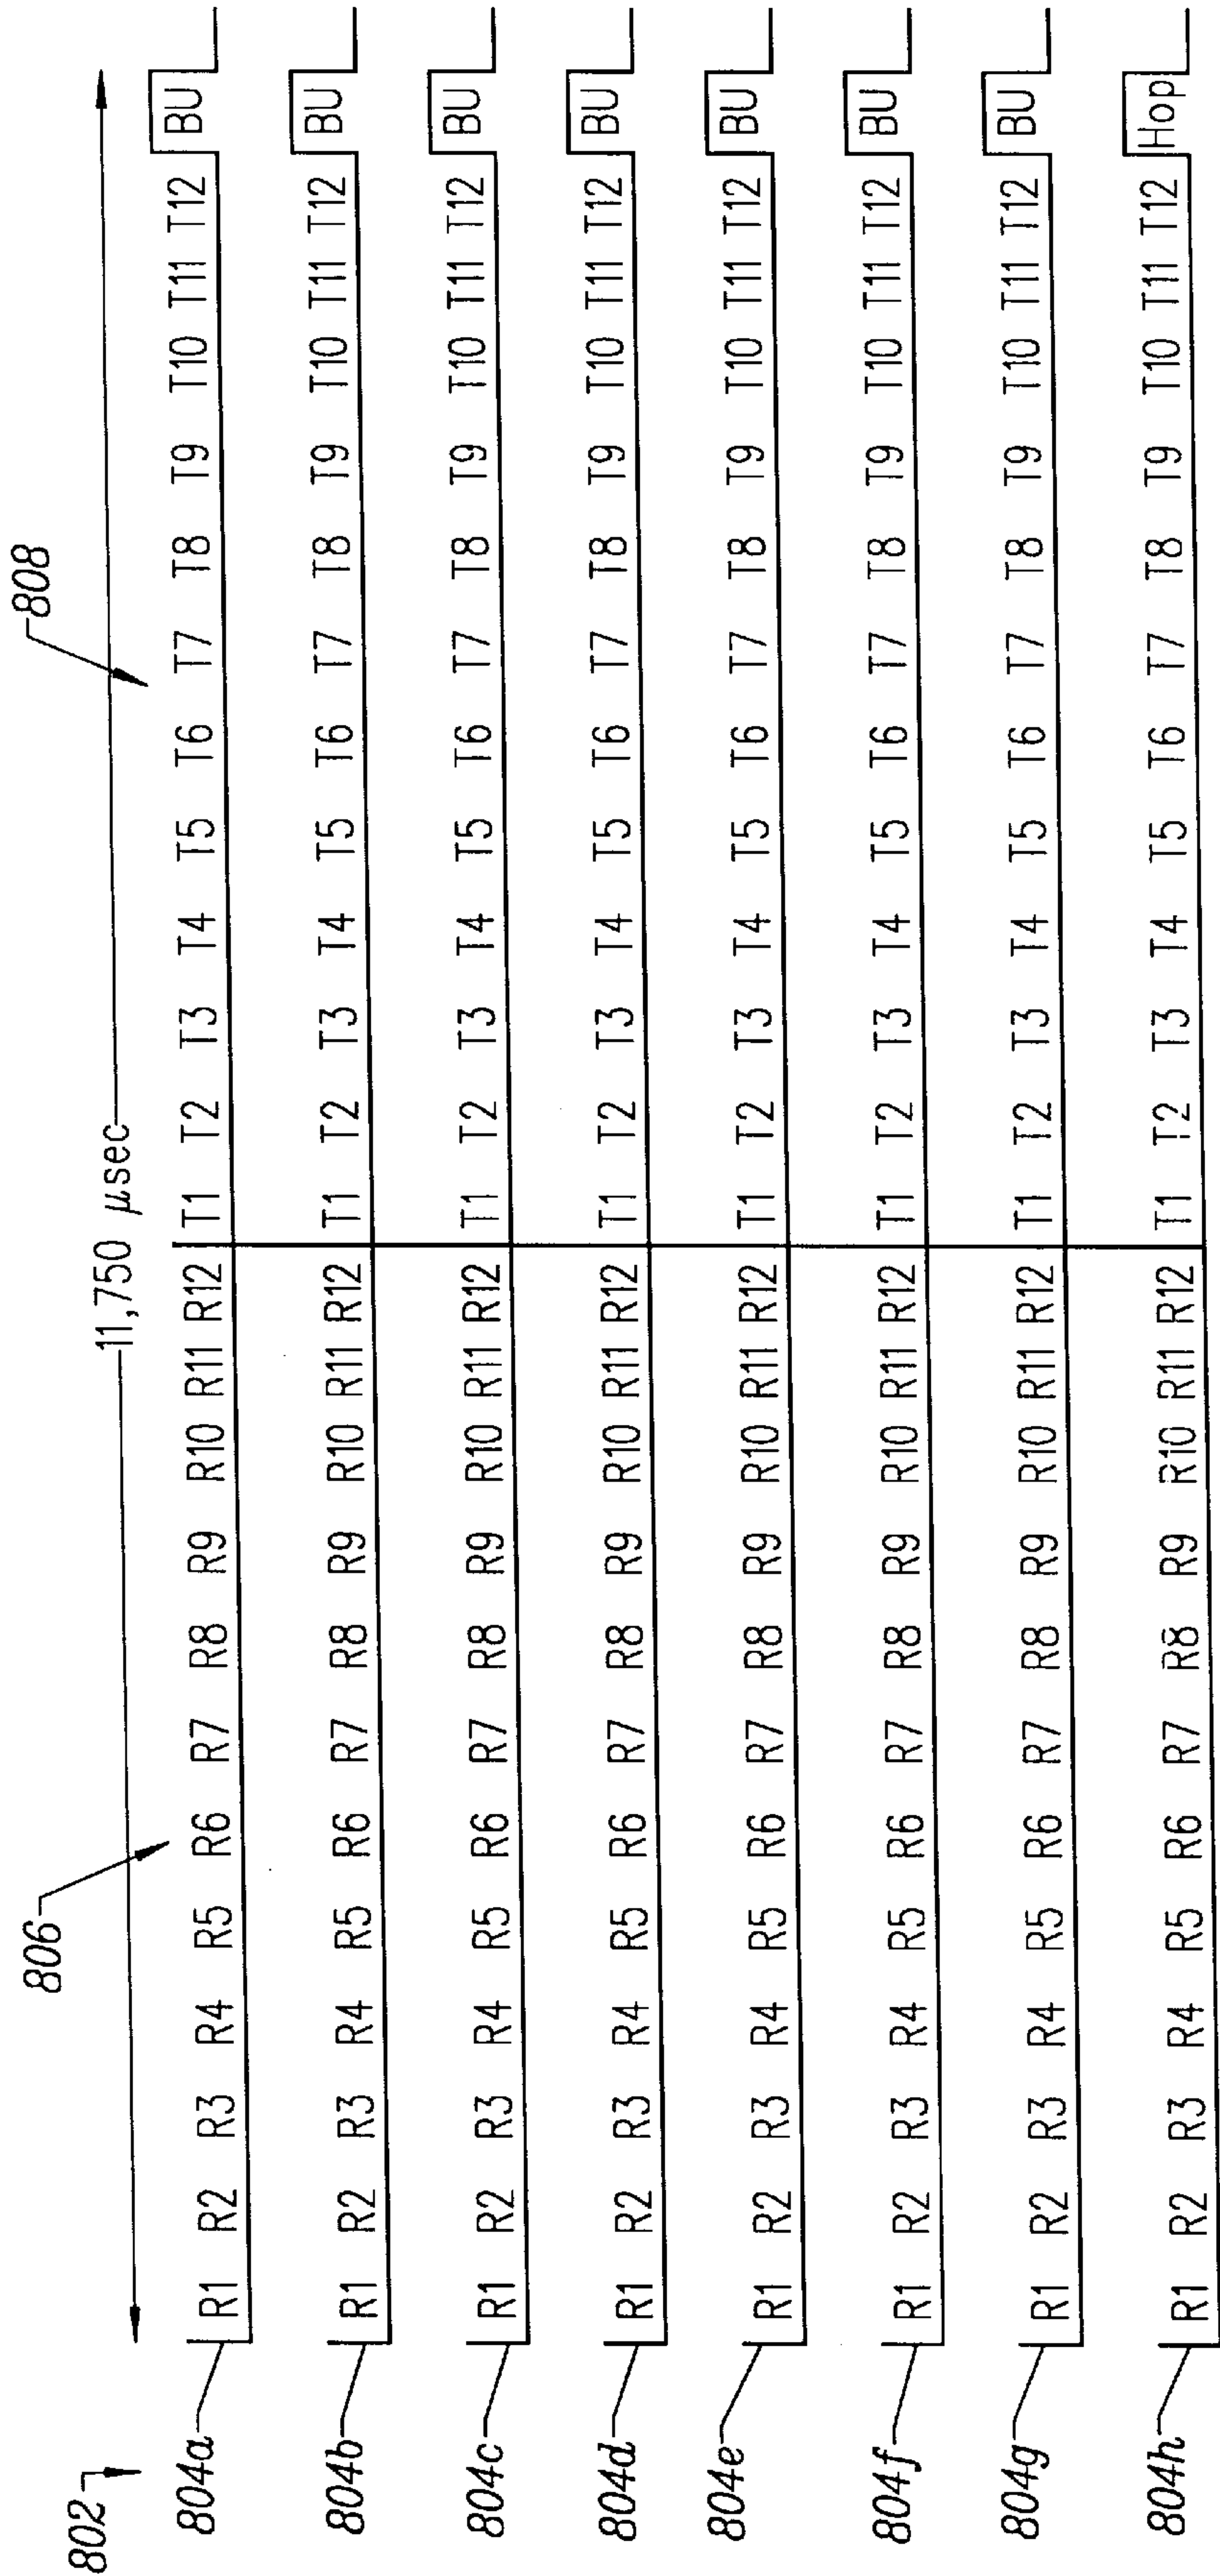 802
806
808
11,750 μsec
804a R1 R2 R3 R4 R5 R6 R7 R8 R9 R10 R11 R12 T1 T2 T3 T4 T5 T6 T7 T8 T9 T10 T11 T12 BU
804b R1 R2 R3 R4 R5 R6 R7 R8 R9 R10 R11 R12 T1 T2 T3 T4 T5 T6 T7 T8 T9 T10 T11 T12 BU
804c R1 R2 R3 R4 R5 R6 R7 R8 R9 R10 R11 R12 T1 T2 T3 T4 T5 T6 T7 T8 T9 T10 T11 T12 BU
804d R1 R2 R3 R4 R5 R6 R7 R8 R9 R10 R11 R12 T1 T2 T3 T4 T5 T6 T7 T8 T9 T10 T11 T12 BU
804e R1 R2 R3 R4 R5 R6 R7 R8 R9 R10 R11 R12 T1 T2 T3 T4 T5 T6 T7 T8 T9 T10 T11 T12 BU
804f R1 R2 R3 R4 R5 R6 R7 R8 R9 R10 R11 R12 T1 T2 T3 T4 T5 T6 T7 T8 T9 T10 T11 T12 BU
804g R1 R2 R3 R4 R5 R6 R7 R8 R9 R10 R11 R12 T1 T2 T3 T4 T5 T6 T7 T8 T9 T10 T11 T12 BU
804h R1 R2 R3 R4 R5 R6 R7 R8 R9 R10 R11 R12 T1 T2 T3 T4 T5 T6 T7 T8 T9 T10 T11 T12 Hop